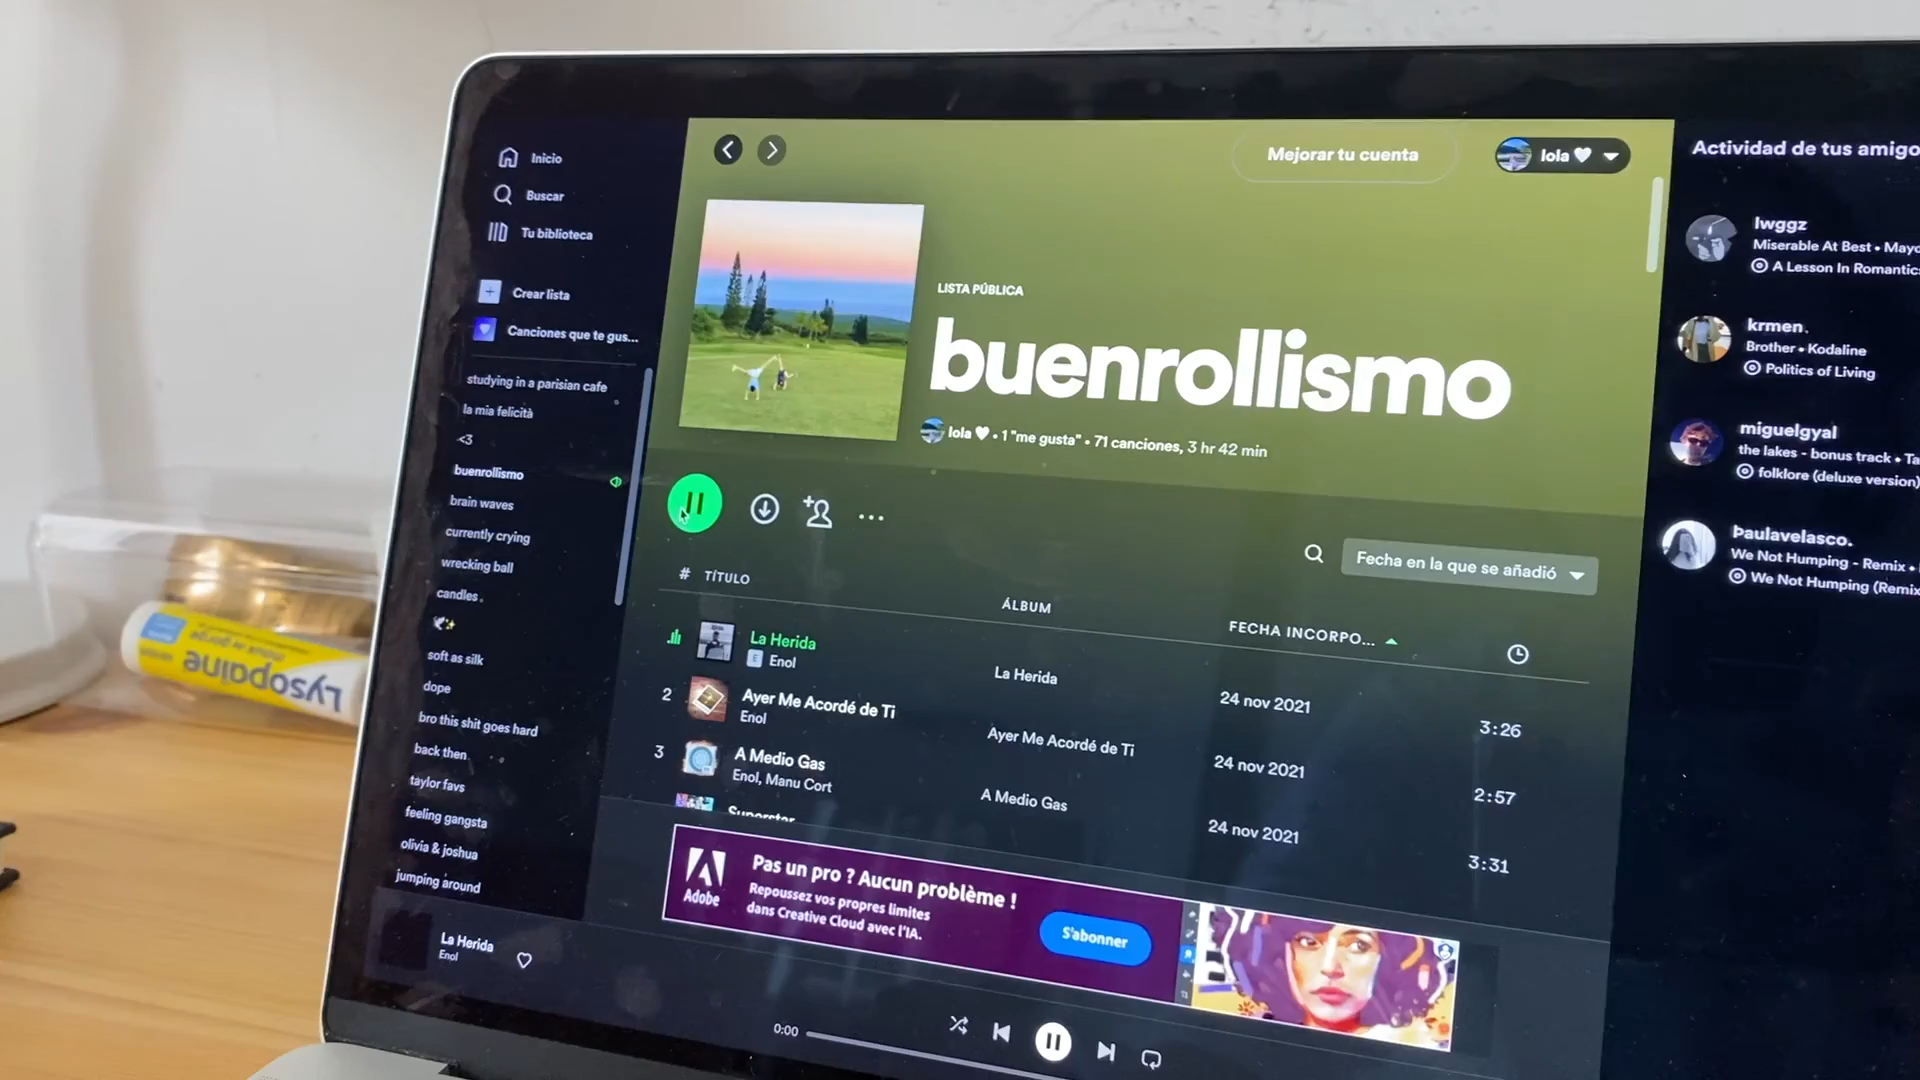 Inicio
Buscar
Tu biblioteca
Crear lista
Canciones que te gus...
studying in a parisian cafe
la mia felicità
<3
buenrollismo
brain waves
currently crying
wrecking ball
candles
soft as silk
dope
bro this shit goes hard
back then
taylor favs
feeling gangsta
olivia & joshua
jumping around
Mejorar tu cuenta
lola
LISTA PÚBLICA
buenrollismo
lola • 1 "me gusta" • 71 canciones, 3 hr 42 min
Fecha en la que se añadió
# TÍTULO ÁLBUM FECHA INCORPO...
La Herida
E Enol
La Herida
24 nov 2021
3:26
2
Ayer Me Acordé de Ti
Enol
Ayer Me Acordé de Ti
24 nov 2021
2:57
3
A Medio Gas
Enol, Manu Cort
A Medio Gas
24 nov 2021
3:31
Superstar
Adobe
Pas un pro ? Aucun problème !
Repoussez vos propres limites
dans Creative Cloud avec l'IA.
S'abonner
La Herida
Enol
0:00
Actividad de tus amigo
lwggz
Miserable At Best • Mayd
A Lesson In Romantics
krmen.
Brother • Kodaline
Politics of Living
miguelgyal
the lakes - bonus track • Ta
folklore (deluxe version)
Paulavelasco.
We Not Humping - Remix •
We Not Humping (Remix
Lysopaïne